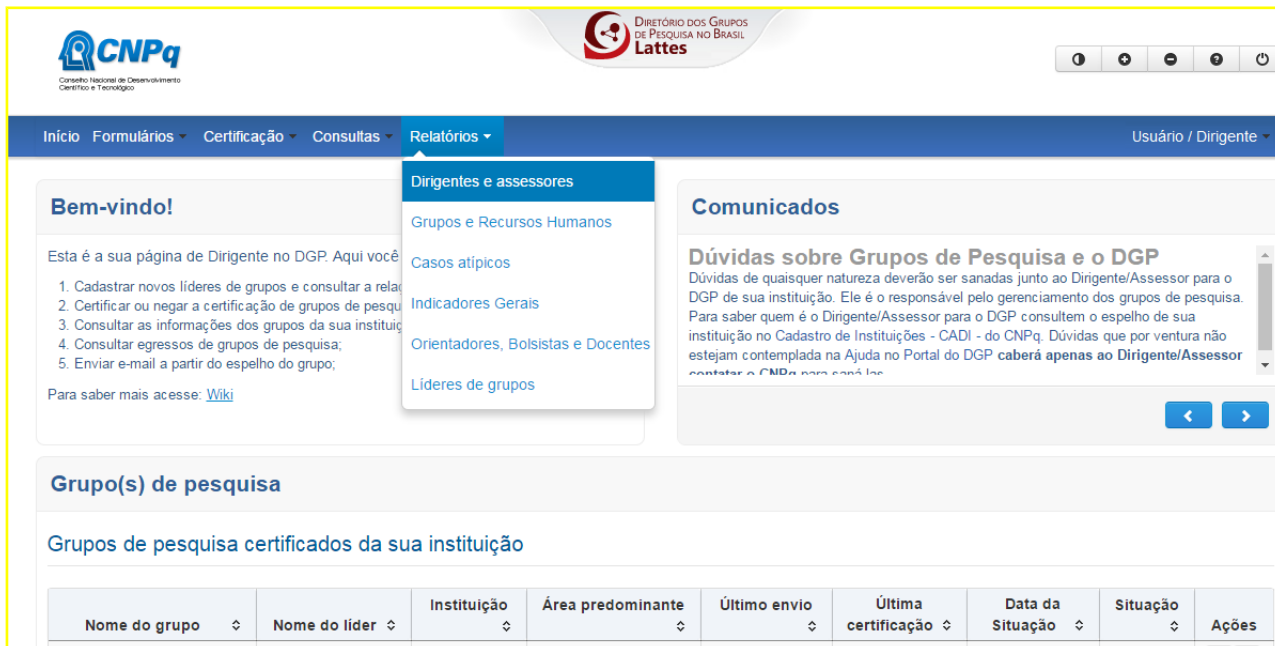 CNPq
Conselho Nacional de Desenvolvimento
Científico e Tecnológico
DIRETÓRIO DOS GRUPOS
DE PESQUISA NO BRASIL
Lattes
Início Formulários Certificação Consultas Relatórios Usuário / Dirigente
Dirigentes e assessores
Grupos e Recursos Humanos
Casos atípicos
Indicadores Gerais
Orientadores, Bolsistas e Docentes
Líderes de grupos
Bem-vindo!
Esta é a sua página de Dirigente no DGP. Aqui você
1. Cadastrar novos líderes de grupos e consultar a
2. Certificar ou negar a certificação de grupos de
3. Consultar as informações dos grupos da sua
4. Consultar egressos de grupos de pesquisa;
5. Enviar e-mail a partir do espelho do grupo;
Para saber mais acesse: Wiki
Comunicados
Dúvidas sobre Grupos de Pesquisa e o DGP
Dúvidas de quaisquer natureza deverão ser sanadas junto ao Dirigente/Assessor para o
DGP de sua instituição. Ele é o responsável pelo gerenciamento dos grupos de pesquisa.
Para saber quem é o Dirigente/Assessor para o DGP consultem o espelho de sua
instituição no Cadastro de Instituições - CADI - do CNPq. Dúvidas que por ventura não
estejam contemplada na Ajuda no Portal do DGP caberá apenas ao Dirigente/Assessor
contatar o CNPq para saná-las
Grupo(s) de pesquisa
Grupos de pesquisa certificados da sua instituição
Nome do grupo
Nome do líder
Instituição
Área predominante
Último envio
Última
certificação
Data da
Situação
Situação
Ações